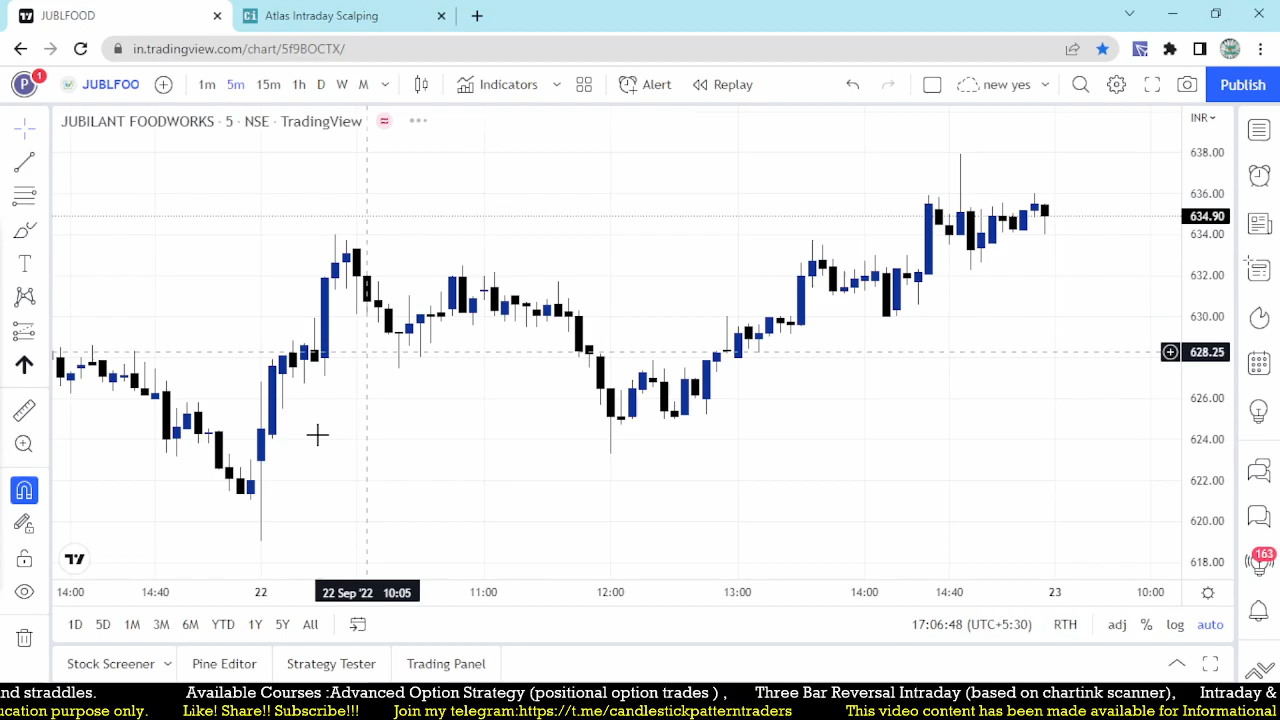 JUBLFOOD
Atlas Intraday Scalping
in.tradingview.com/chart/5f9BOCTX/
P 1 JUBLFOO 1m 5m 15m 1h D W M Indicators Alert Replay new yes Publish
JUBILANT FOODWORKS · 5 · NSE · TradingView
INR
638.00
636.00
634.90
634.00
632.00
630.00
628.25
626.00
624.00
622.00
620.00
618.00
163
14:00 14:40 22 22 Sep '22 10:05 11:00 12:00 13:00 14:00 14:40 23 10:00
1D 5D 1M 3M 6M YTD 1Y 5Y All 17:06:48 (UTC+5:30) RTH adj % log auto
Stock Screener Pine Editor Strategy Tester Trading Panel
nd straddles. Available Courses :Advanced Option Strategy (positional option trades ) , Three Bar Reversal Intraday (based on chartink scanner), Intraday &
ucation purpose only. Like! Share!! Subscribe!!! Join my telegram:https://t.me/candlestickpatterntraders This video content has been made available for Informational